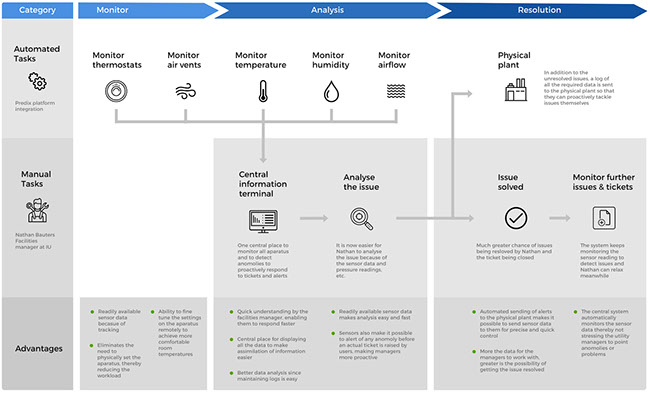 Category
Monitor
Analysis
Resolution
Automated
Tasks
Predix platform
integration
Monitor
thermostats
Monitor
air vents
Monitor
temperature
Monitor
humidity
Monitor
airflow
Physical
plant
In addition to the
unresolved issues, a log of
all the required data is sent
to the physical plant so that
they can proactively tackle
issues themselves
Manual
Tasks
Nathan Bauters
Facilities
manager at IU
Central
information
terminal
One central place to
monitor all apparatus
and to detect
anomolies to
proactively respond
to tickets and alerts
Analyse
the issue
It is now easier for
Nathan to analyse
the issue because of
the sensor data and
pressure readings,
etc.
Issue
solved
Much greater chance of issues
being reslоved by Nathan and
the ticket being closed
Monitor further
issues & tickets
The system keeps
monitoring the sensor
reading to detect
issues and
Nathan can relax
meanwhile
Advantages
Readily available
sensor data
becaus of
tracking
Eliminates the
need to
physically set the
apparatus, thereby
reducing the
workload
Ability to fine
tune the settings
on the apparatus
remotely to
achieve more
comfortable
room temperatures
Quick understanding by the
facilities manager, enabling
them to respond faster
Central place for displaying
all the data to make
assimilation of information
easier
Better data analysis since
maintaining logs is easy
Readily available sensor data
makes analysis easy and fast
Sensors also make it possible
to alert of any anomoly before
an actual ticket is raised by
users, making managers
more proactive
Automated sending of alerts
to the physical plant makes it
possible to send sensor data
to them for precise and quick
control
More the data for the
managers to work with,
greater is the possibility of
getting the issue resolved
The central system
automatically
monitors the sensor
data thereby not
stressing the utility
managers to point
anomolies or
problems